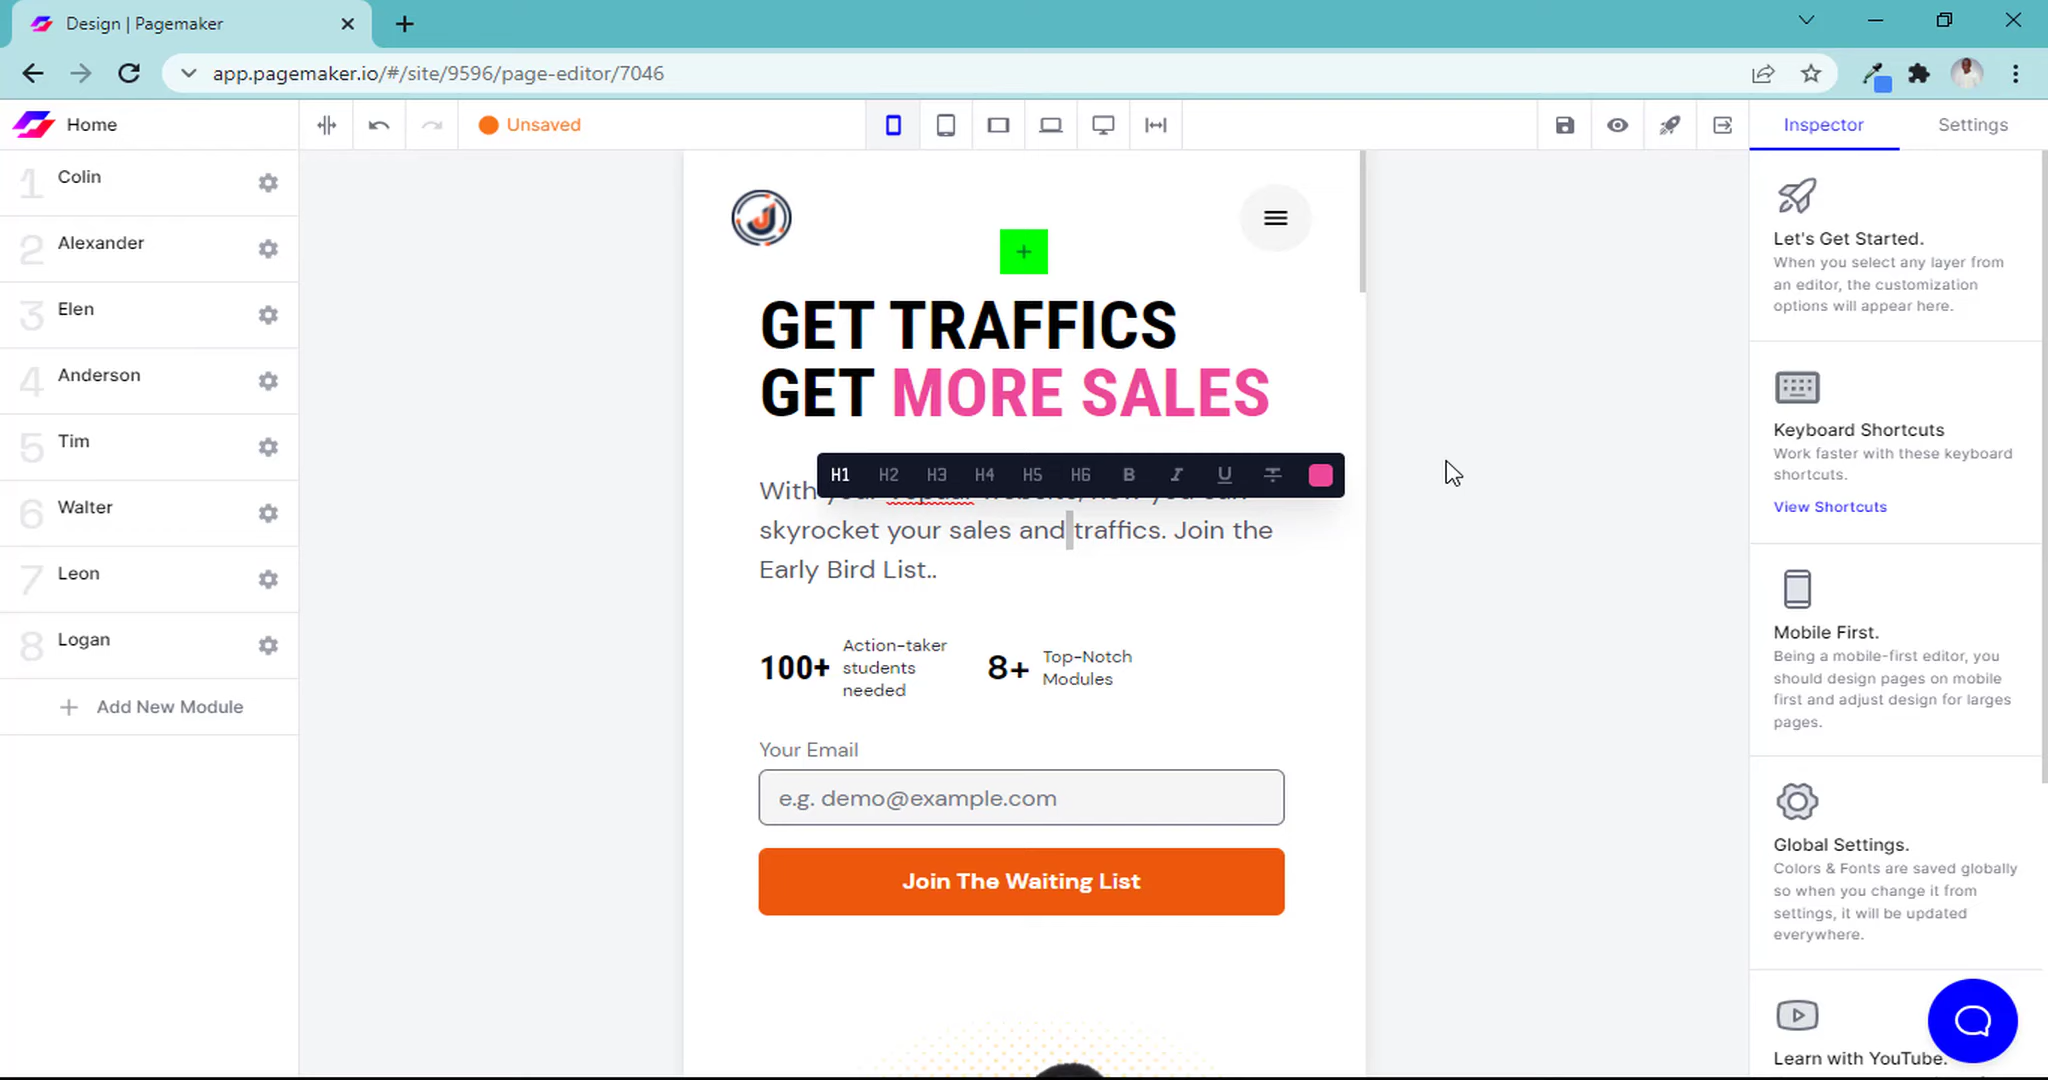 Design | Pagemaker
app.pagemaker.io/#/site/9596/page-editor/7046
Home
Unsaved
Inspector
Settings
1 Colin
2 Alexander
3 Elen
4 Anderson
5 Tim
6 Walter
7 Leon
8 Logan
+ Add New Module
+
GET TRAFFICS
GET MORE SALES
H1 H2 H3 H4 H5 H6 B I U
With your website, now you can
skyrocket your sales and traffics. Join the
Early Bird List..
100+
Action-taker
students
needed
8+
Top-Notch
Modules
Your Email
e.g. demo@example.com
Join The Waiting List
Let's Get Started.
When you select any layer from
an editor, the customization
options will appear here.
Keyboard Shortcuts
Work faster with these keyboard
shortcuts.
View Shortcuts
Mobile First.
Being a mobile-first editor, you
should design pages on mobile
first and adjust design for larges
pages.
Global Settings.
Colors & Fonts are saved globally
so when you change it from
settings, it will be updated
everywhere.
Learn with YouTube.